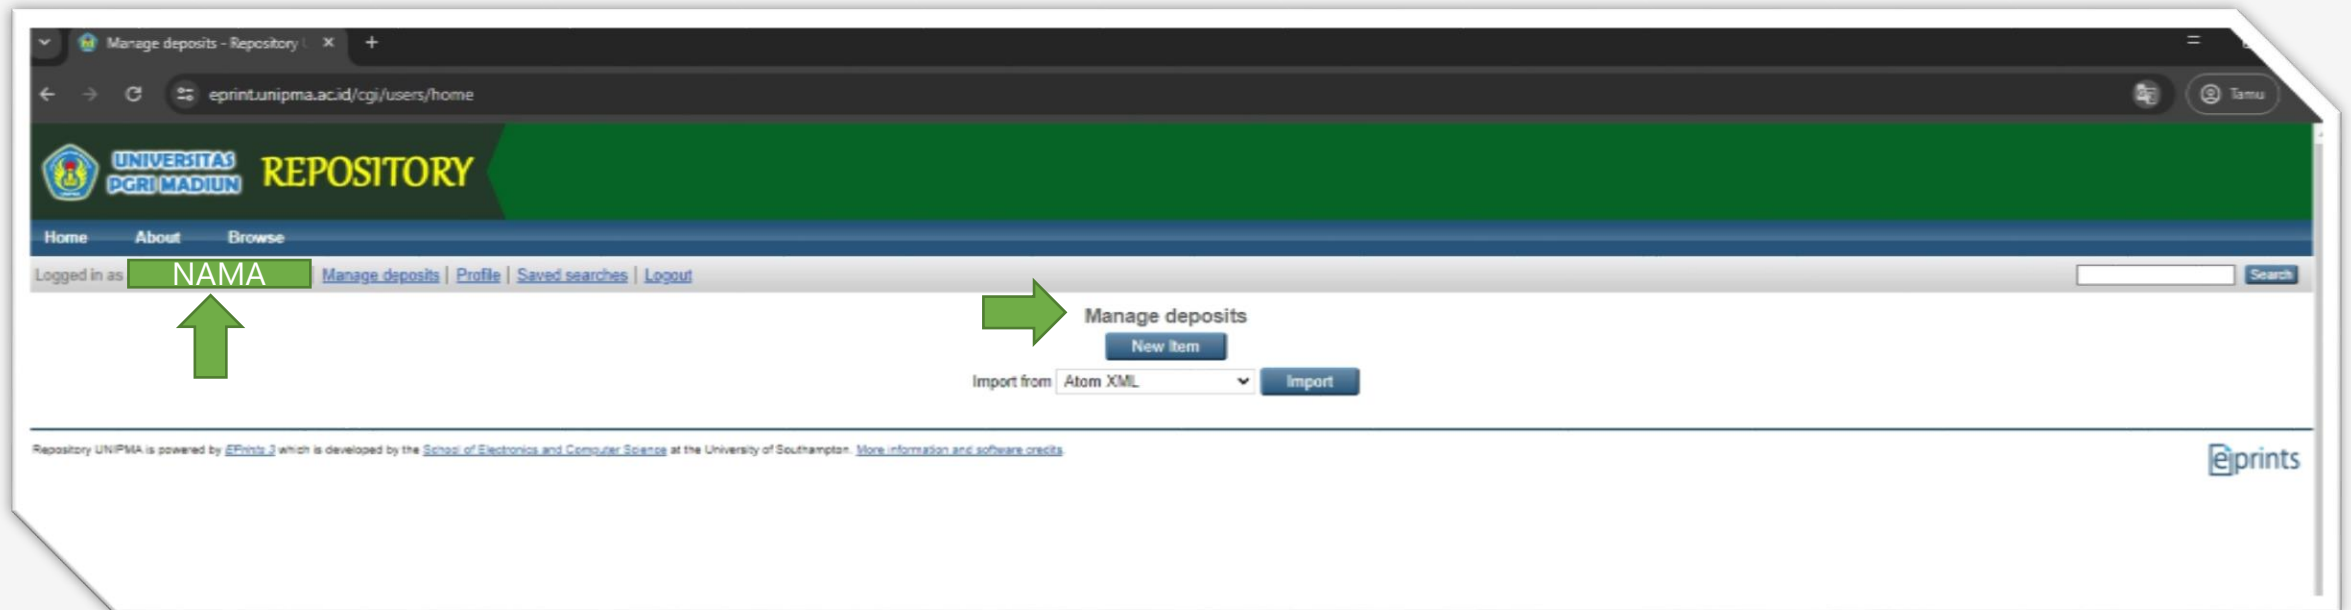 Manage deposits - Repository U
eprint.unipma.ac.id/cgi/users/home
Tamu
UNIVERSITAS
PGRI MADIUN
REPOSITORY
Home About Browse
Logged in as NAMA | Manage deposits | Profile | Saved searches | Logout
Search
Manage deposits
New Item
Import from Atom XML Import
Repository UNIPMA is powered by EPrints 3 which is developed by the School of Electronics and Computer Science at the University of Southampton. More information and software credits.
eprints